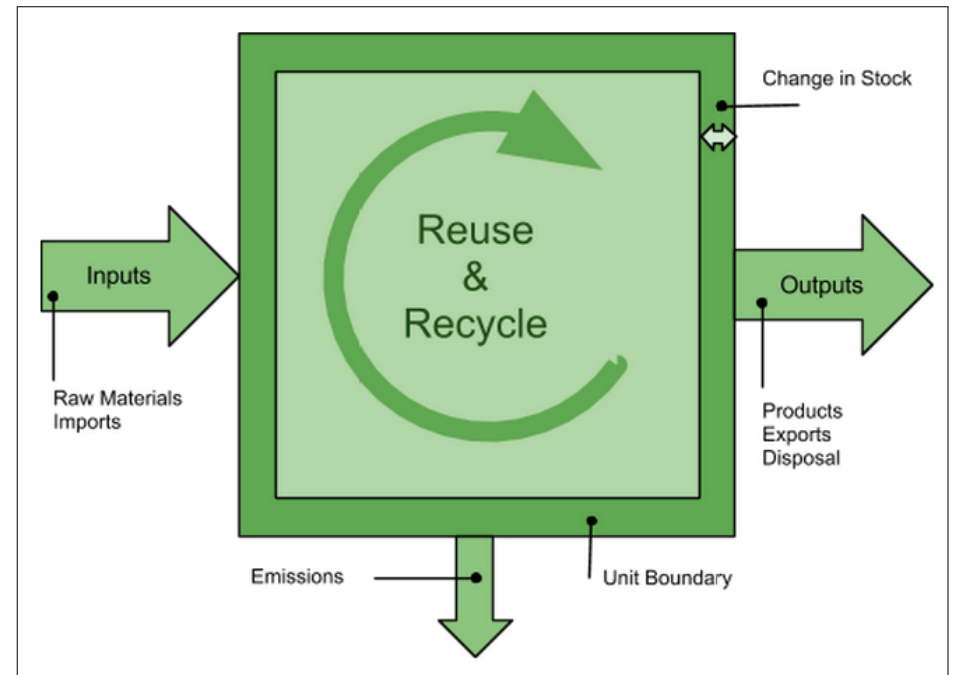 Change in Stock
Reuse
&
Recycle
Inputs
Outputs
Raw Materials
Imports
Products
Exports
Disposal
Emissions
Unit Boundary